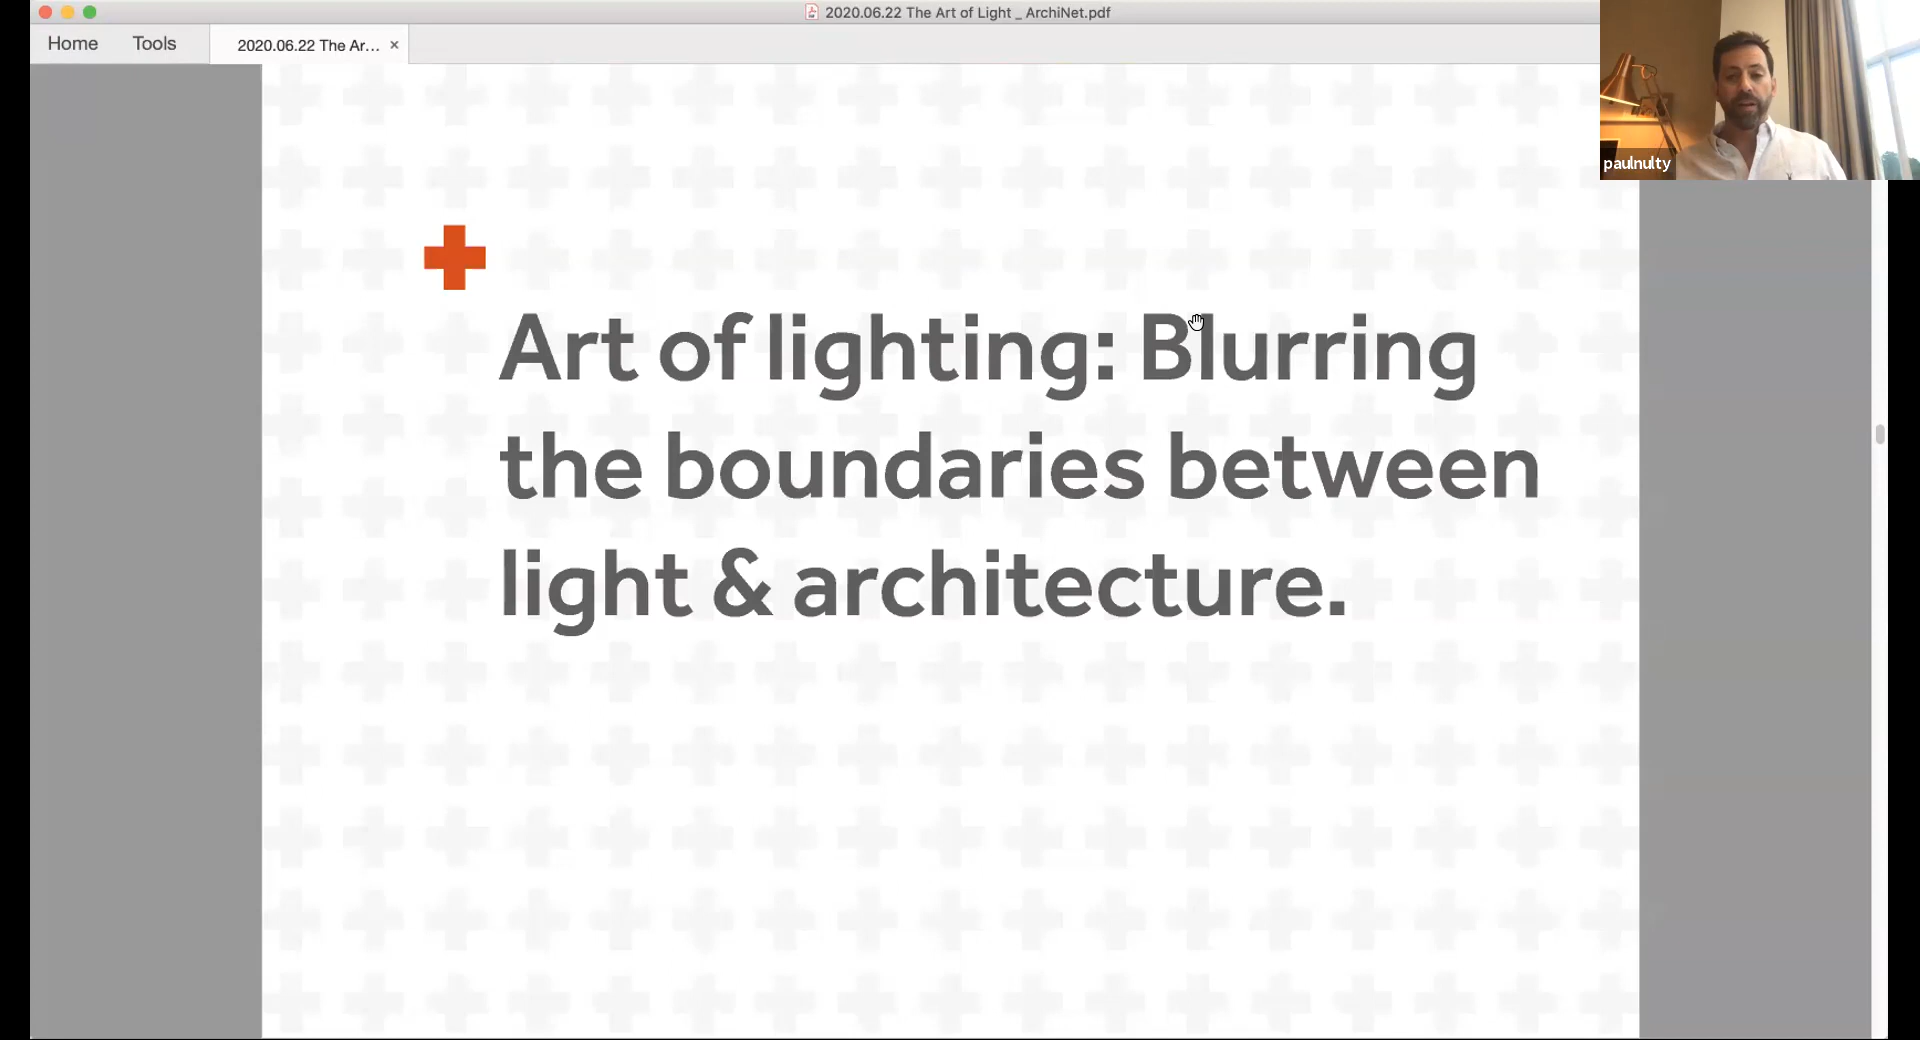 2020.06.22 The Art of Light _ ArchiNet.pdf
Home Tools 2020.06.22 The Ar... ×
paulnulty
Art of lighting: Blurring
the boundaries between
light & architecture.